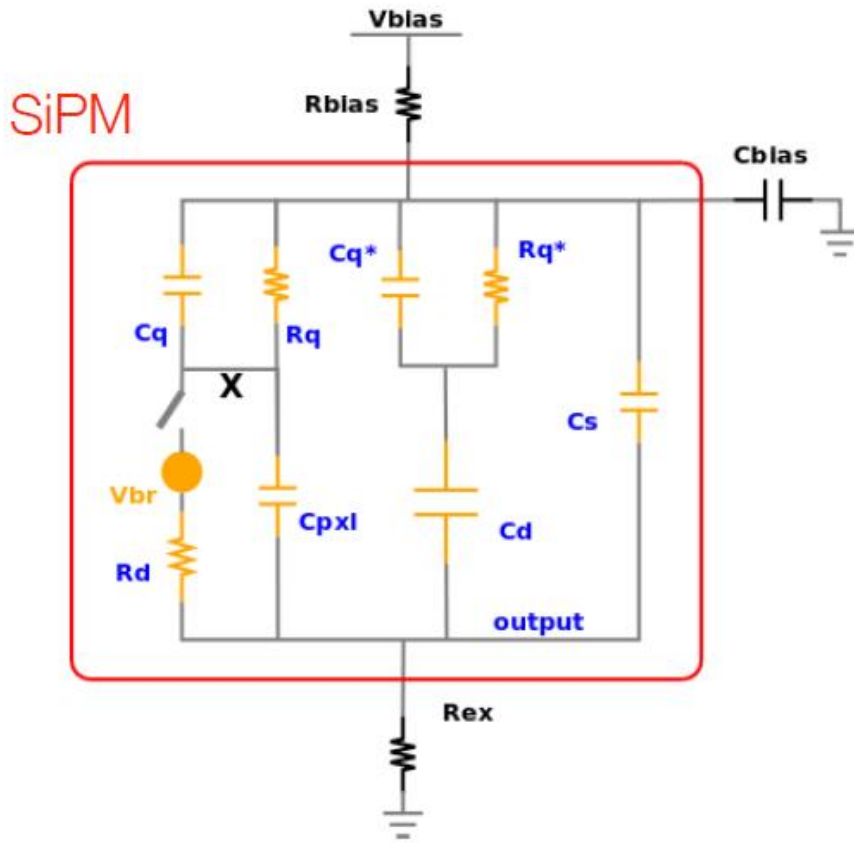 Vbias
SiPM
Rbias
Cbias
Cq*
Rq*
Cq
Rq
X
Cs
Vbr
Cpxl
Cd
Rd
output
Rex